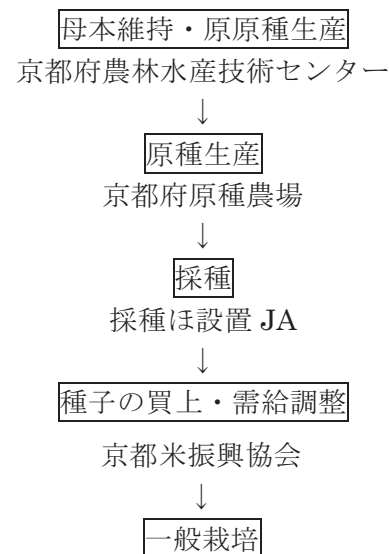 母本維持・原原種生産
京都府農林水産技術センター
↓
原種生産
京都府原種農場
↓
採種
採種ほ設置 JA
↓
種子の買上・需給調整
京都米振興協会
↓
一般栽培